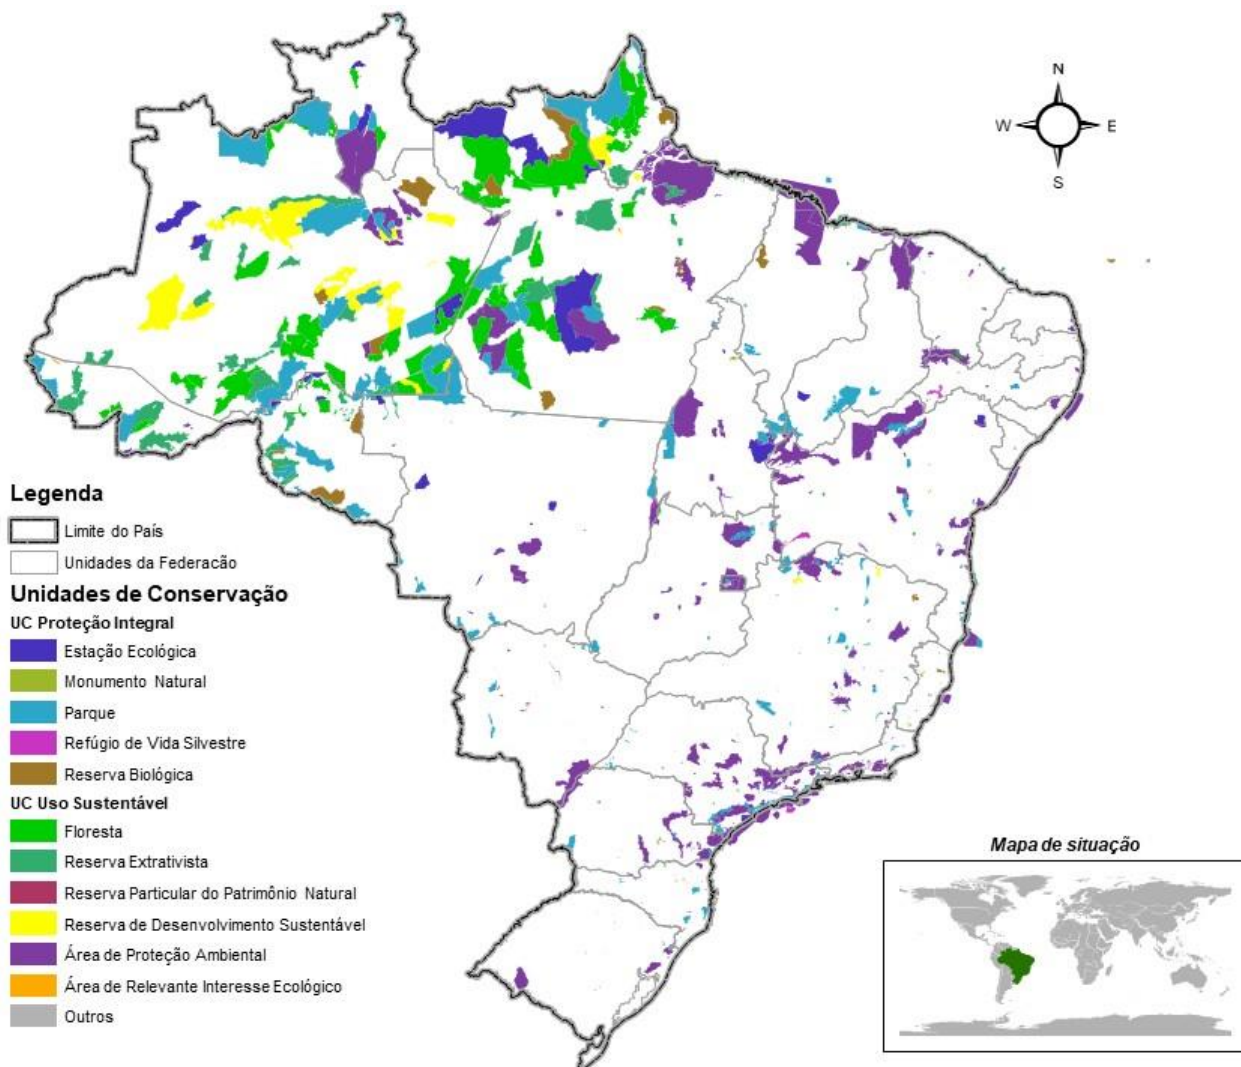 N
W E
S
Legenda
Limite do País
Unidades da Federacão
Unidades de Conservação
UC Proteção Integral
Estação Ecológica
Monumento Natural
Parque
Refúgio de Vida Silvestre
Reserva Biológica
UC Uso Sustentável
Floresta
Reserva Extrativista
Reserva Particular do Patrimônio Natural
Reserva de Desenvolvimento Sustentável
Área de Proteção Ambiental
Área de Relevante Interesse Ecológico
Outros
Mapa de situação